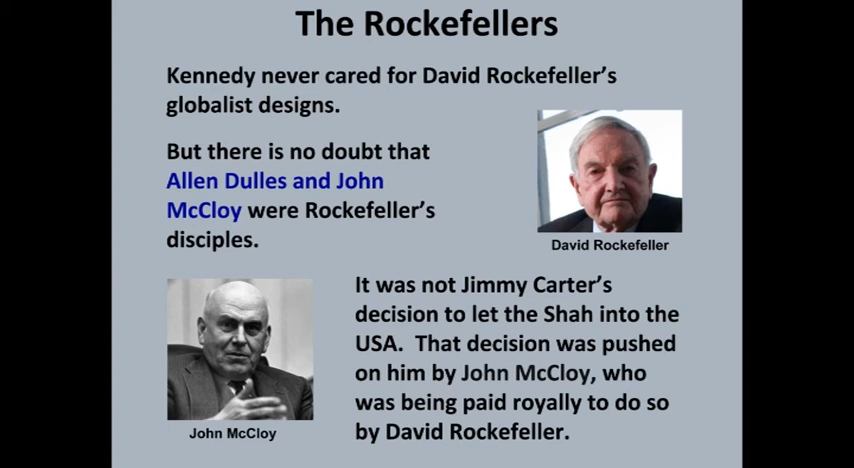 The Rockefellers
Kennedy never cared for David Rockefeller's
globalist designs.
But there is no doubt that
Allen Dulles and John
McCloy were Rockefeller's
disciples.
David Rockefeller
It was not Jimmy Carter's
decision to let the Shah into the
USA.  That decision was pushed
on him by John McCloy, who
was being paid royally to do so
by David Rockefeller.
John McCloy